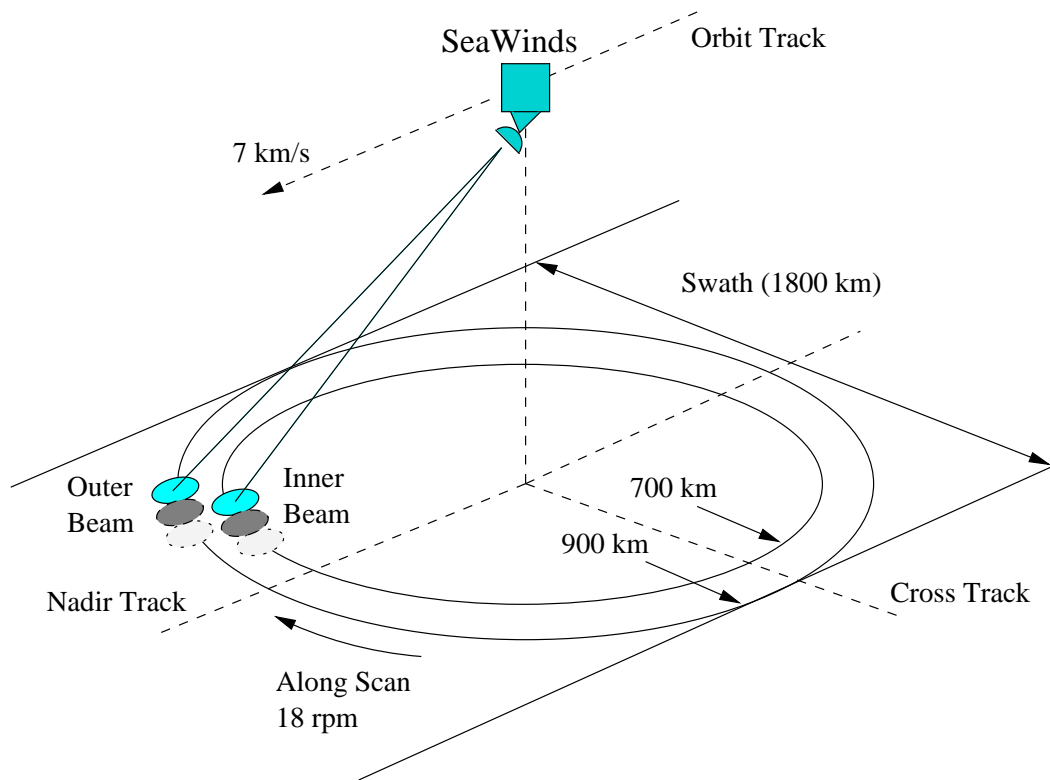 SeaWinds
Orbit Track
7 km/s
Swath (1800 km)
Outer
Beam
Inner
Beam
700 km
900 km
Nadir Track
Cross Track
Along Scan
18 rpm